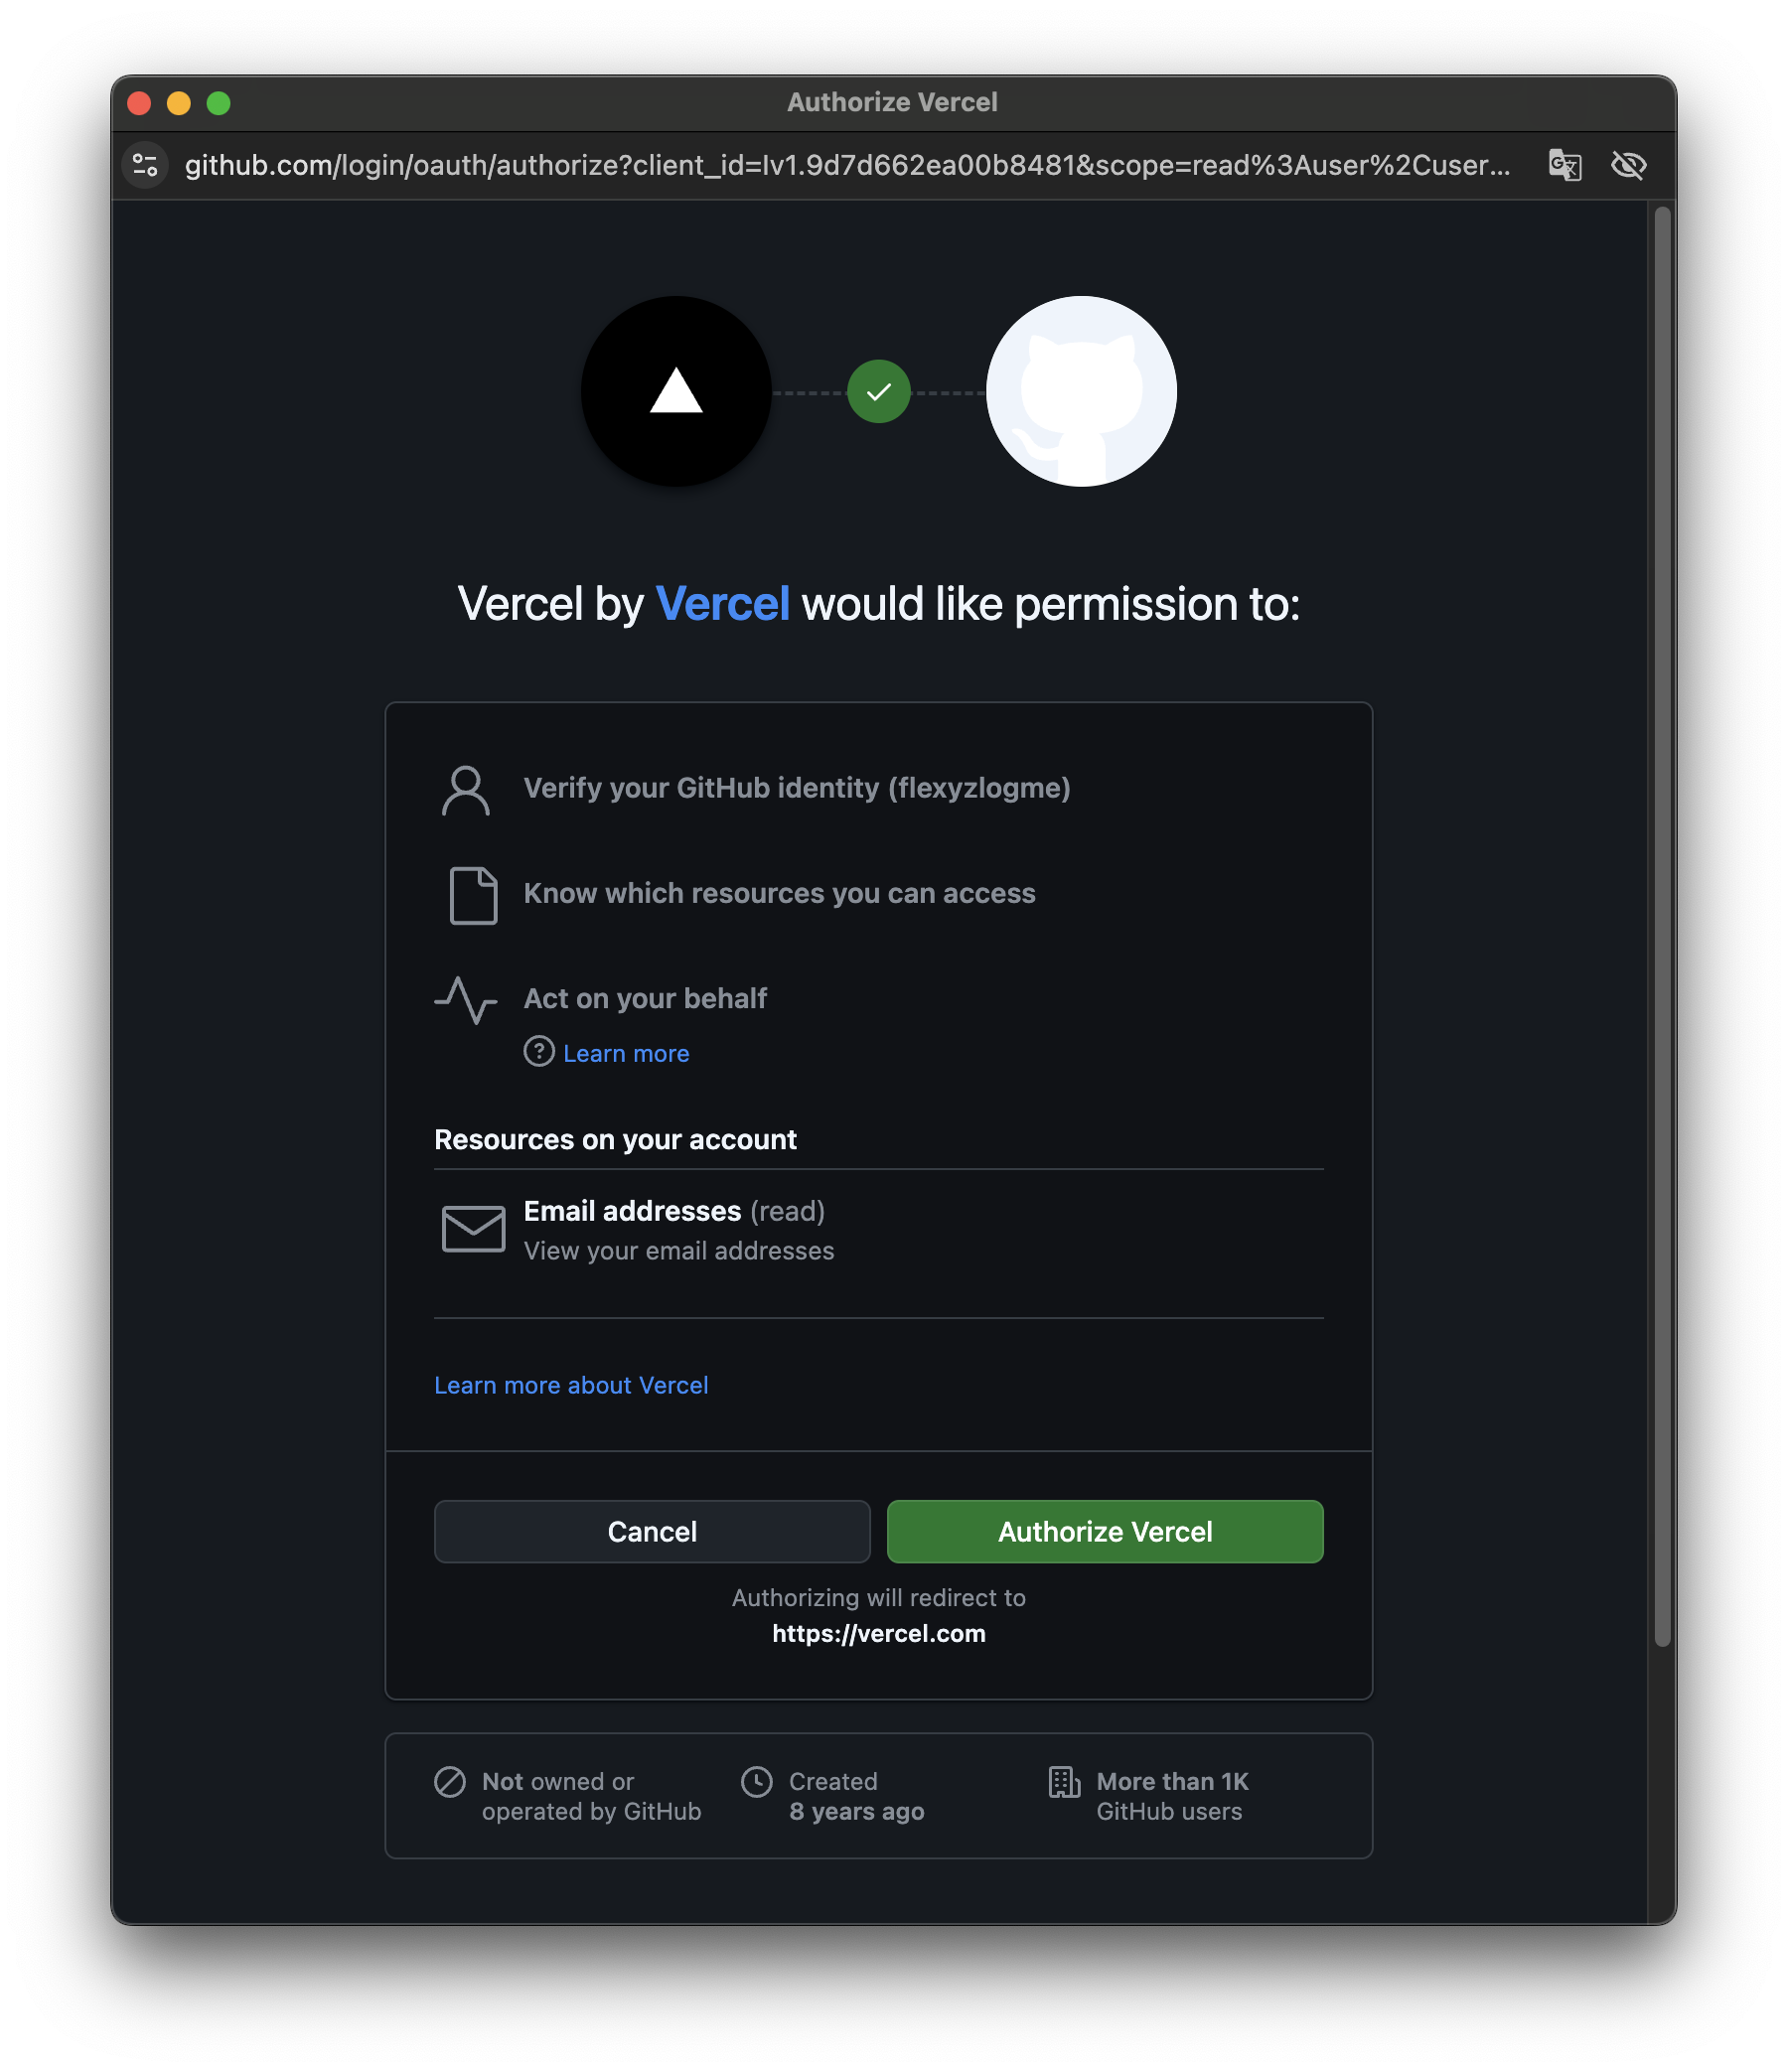 Authorize Vercel
github.com/login/oauth/authorize?client_id=Iv1.9d7d662ea00b8481&scope=read%3Auser%2Cuser...
Vercel by Vercel would like permission to:
Verify your GitHub identity (flexyzlogme)
Know which resources you can access
Act on your behalf
Learn more
Resources on your account
Email addresses (read)
View your email addresses
Learn more about Vercel
Cancel
Authorize Vercel
Authorizing will redirect to
https://vercel.com
Not owned or
operated by GitHub
Created
8 years ago
More than 1K
GitHub users